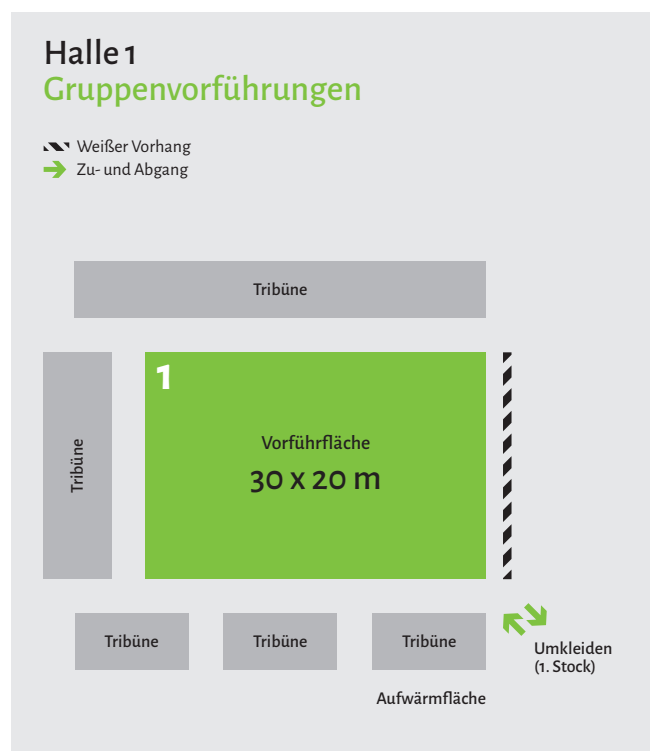 Halle 1
Gruppenvorführungen
Weißer Vorhang
Zu- und Abgang
Tribüne
1
Tribüne
Vorführfläche
30 x 20 m
Tribüne
Tribüne
Tribüne
Umkleiden
(1. Stock)
Aufwärmfläche